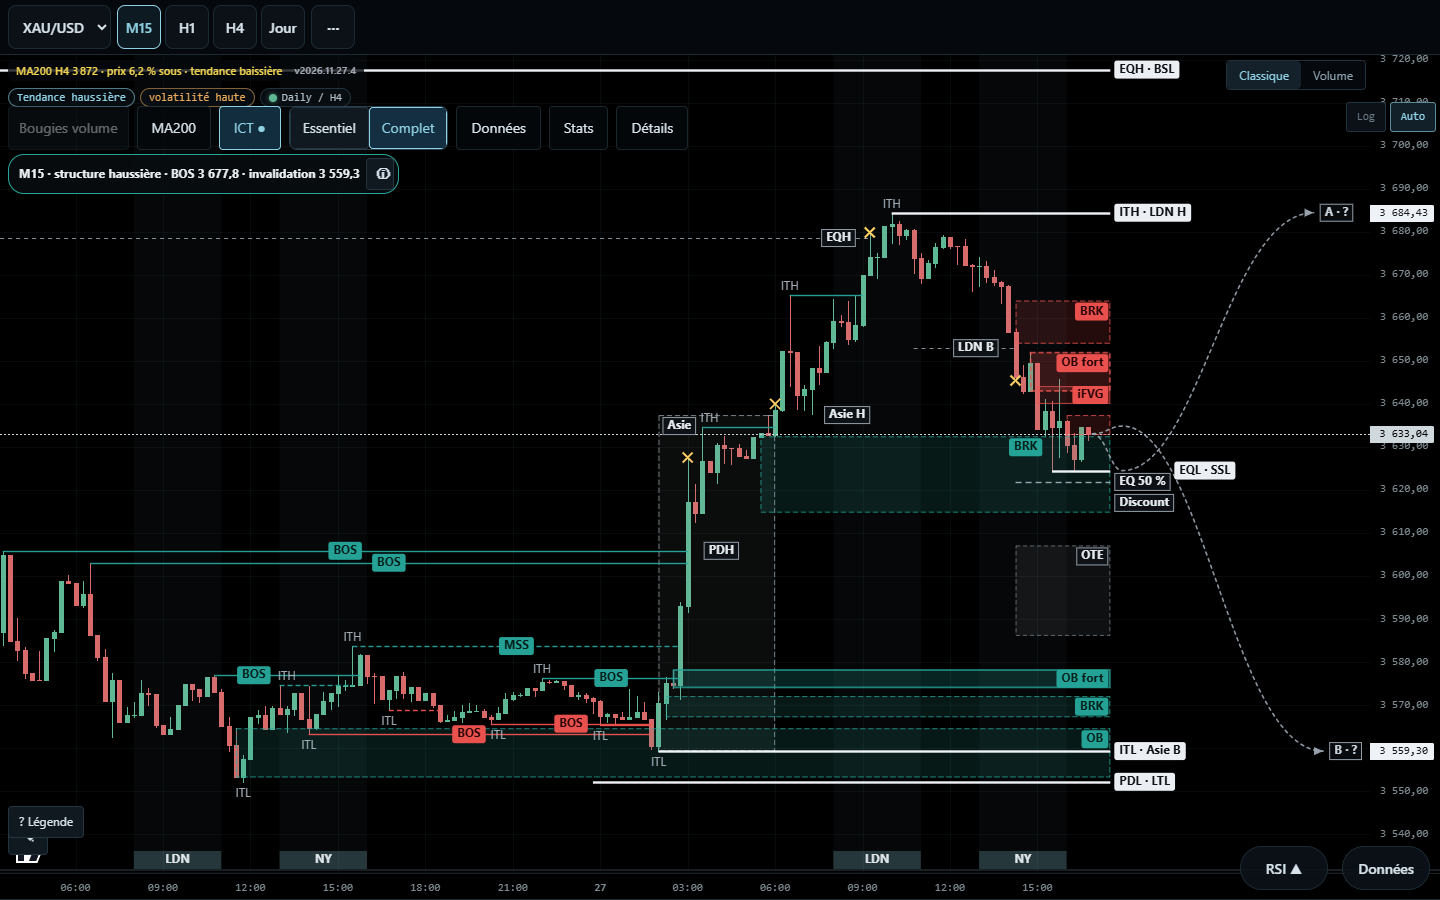 XAU/USD M15 H1 H4 Jour ---
MA200 H4 3 872 · prix 6,2 % sous · tendance baissière v2026.11.27.4
EQH · BSL
3 720,00
Classique Volume
Tendance haussière volatilité haute Daily / H4
3 710,00
Log Auto
Bougies volume MA200 ICT Essentiel Complet Données Stats Détails
3 700,00
M15 · structure haussière · BOS 3 677,8 · invalidation 3 559,3
3 690,00
ITH
ITH · LDN H
A · ?
3 684,43
EQH
3 680,00
3 670,00
ITH
BRK
3 660,00
LDN B
3 650,00
OB fort
iFVG
3 640,00
Asie H
Asie
ITH
3 633,04
BRK
3 630,00
EQL · SSL
EQ 50 %
3 620,00
Discount
3 610,00
BOS
PDH
OTE
BOS
3 600,00
3 590,00
ITH
MSS
3 580,00
ITH
BOS
ITH
BOS
OB fort
3 570,00
BRK
ITL
BOS
BOS
ITL
ITL
OB
ITL
ITL · Asie B
B · ?
3 559,30
ITL
PDL · LTL
ITL
3 550,00
? Légende
3 540,00
LDN NY LDN NY
RSI ▲ Données
06:00 09:00 12:00 15:00 18:00 21:00 27 03:00 06:00 09:00 12:00 15:00